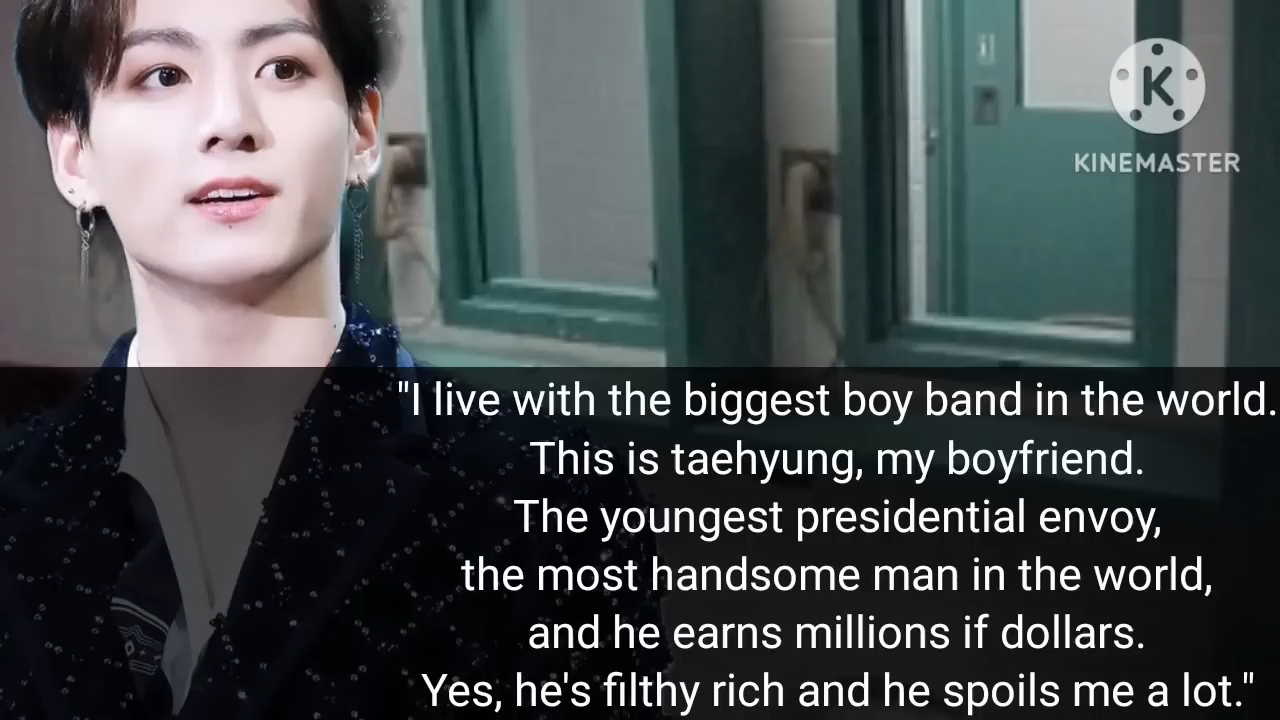 K
KINEMASTER
"I live with the biggest boy band in the world.
This is taehyung, my boyfriend.
The youngest presidential envoy,
the most handsome man in the world,
and he earns millions if dollars.
Yes, he's filthy rich and he spoils me a lot."